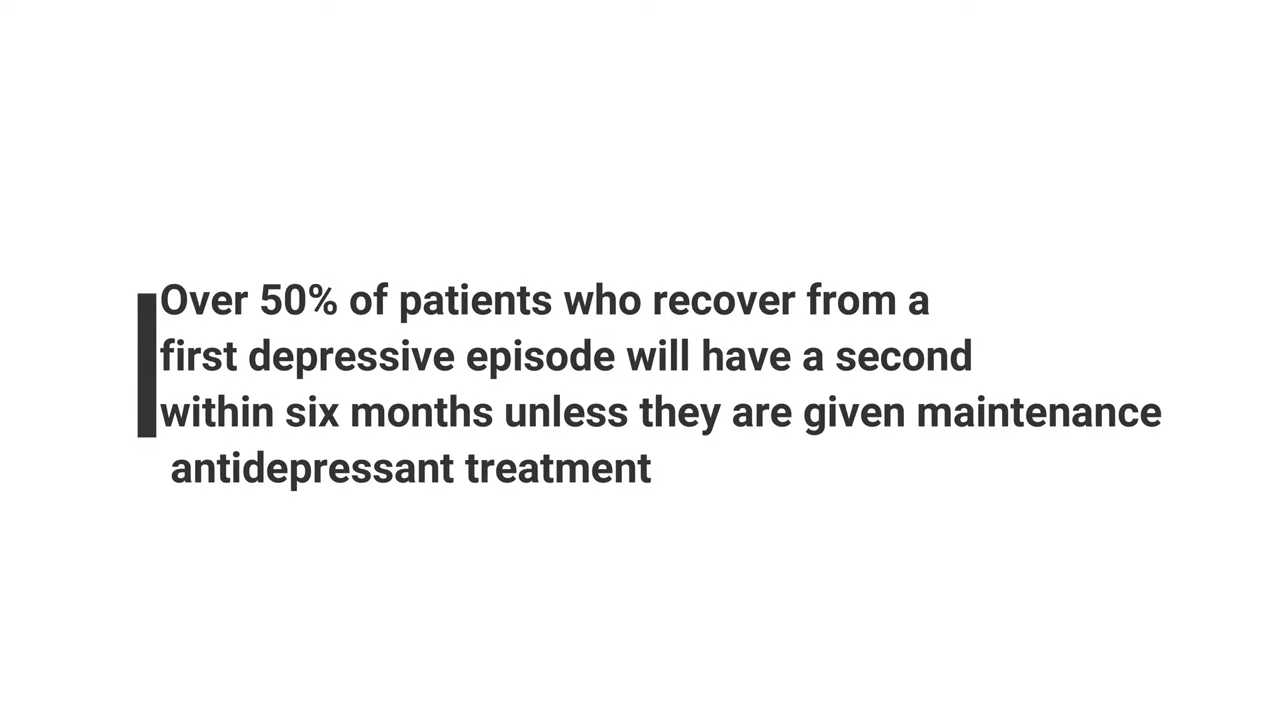 Over 50% of patients who recover from a
first depressive episode will have a second
within six months unless they are given maintenance
antidepressant treatment